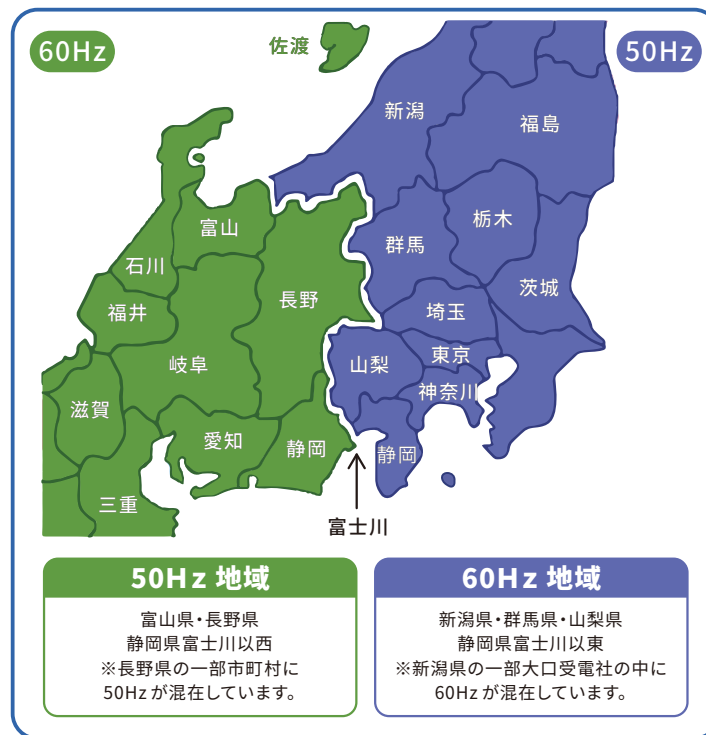 60Hz
佐渡
50Hz
新潟
福島
富山
群馬
栃木
石川
長野
茨城
福井
埼玉
岐阜
山梨
東京
神奈川
滋賀
愛知
静岡
静岡
三重
富士川
50Hz 地域
富山県・長野県
静岡県富士川以西
※長野県の一部市町村に
50Hzが混在しています。
60Hz 地域
新潟県・群馬県・山梨県
静岡県富士川以東
※新潟県の一部大口受電社の中に
60Hzが混在しています。